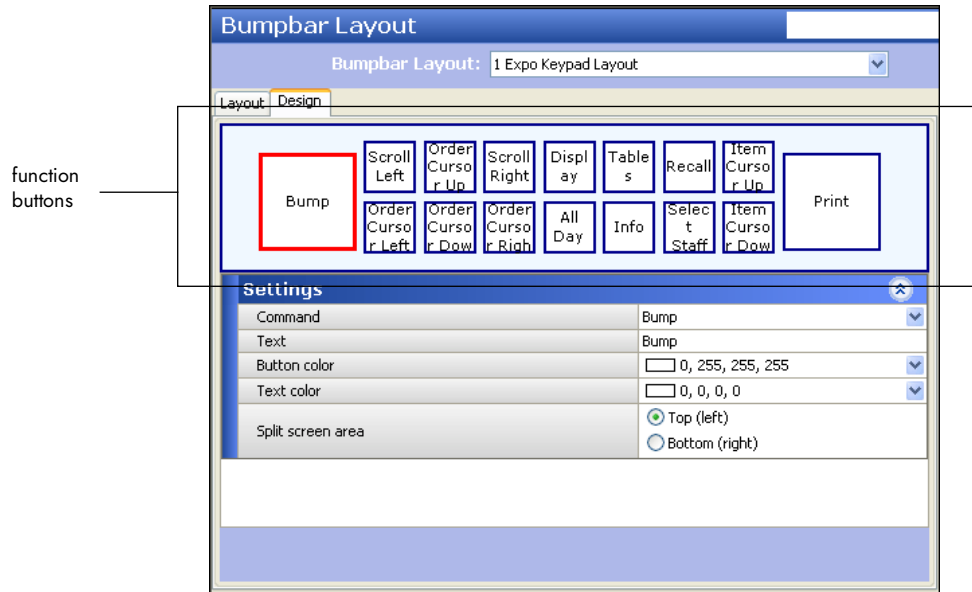 Bumpbar Layout
Bumpbar Layout: 1 Expo Keypad Layout
Layout Design
function
buttons
Bump
Scroll
Left
Order
Curso
r Up
Scroll
Right
Displ
ay
Table
s
Recall
Item
Curso
r Up
Print
Order
Curso
r Left
Order
Curso
r Dow
Order
Curso
r Righ
All
Day
Info
Selec
t
Staff
Item
Curso
r Dow
Settings
Command Bump
Text Bump
Button color 0, 255, 255, 255
Text color 0, 0, 0, 0
Split screen area
Top (left)
Bottom (right)